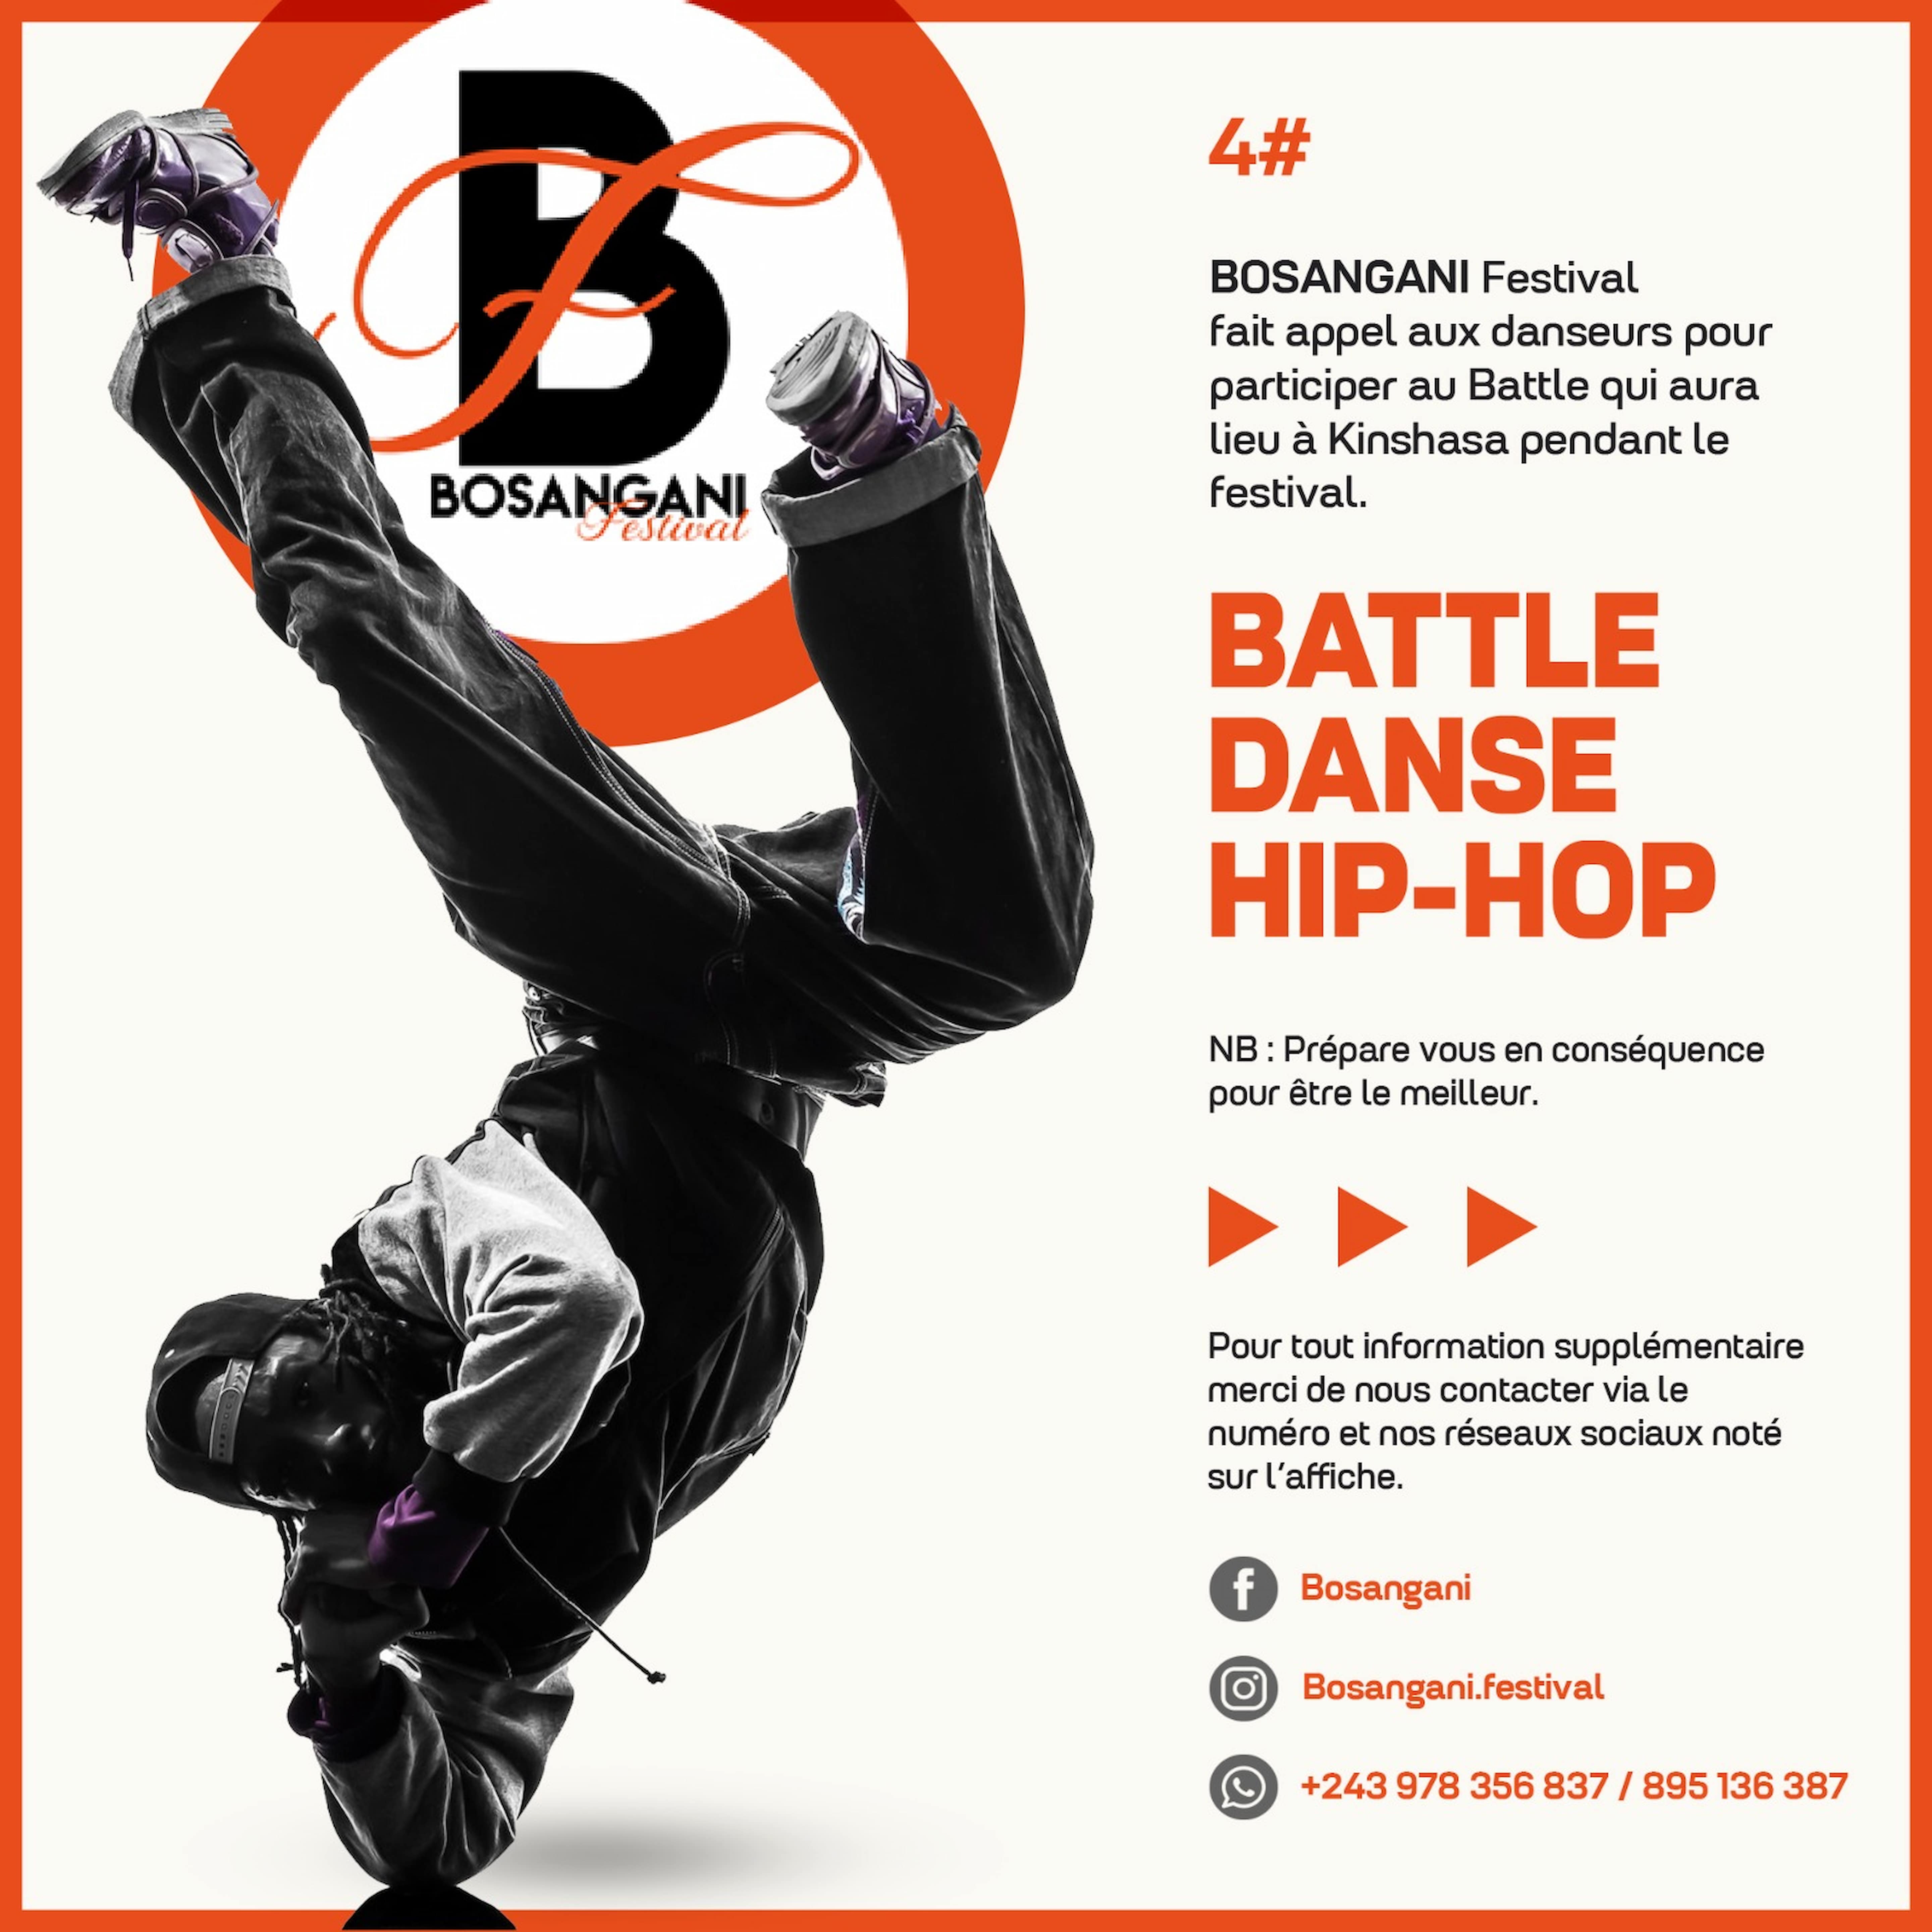 B
F
BOSANGANI
Festival
4#
BOSANGANI Festival
fait appel aux danseurs pour
participer au Battle qui aura
lieu à Kinshasa pendant le
festival.
BATTLE
DANSE
HIP-HOP
NB : Prépare vous en conséquence
pour être le meilleur.
Pour tout information supplémentaire
merci de nous contacter via le
numéro et nos réseaux sociaux noté
sur l’affiche.
Bosangani
Bosangani.festival
+243 978 356 837 / 895 136 387